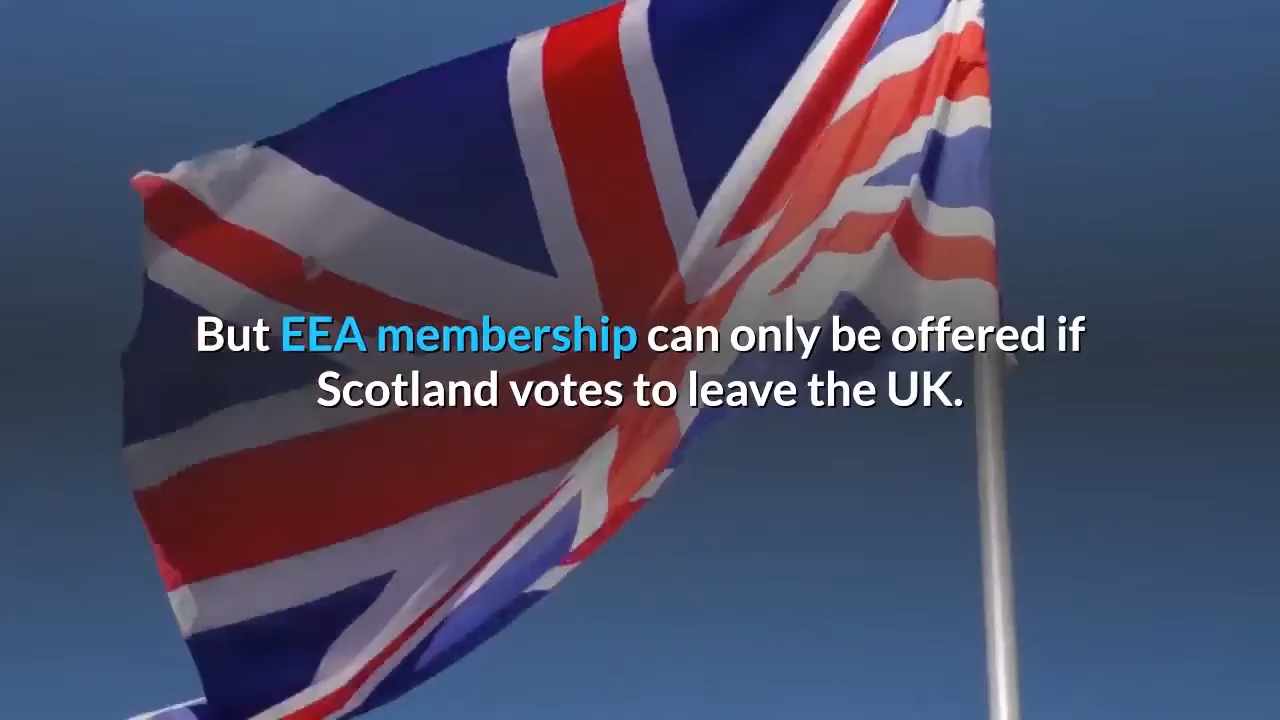 But EEA membership can only be offered if
Scotland votes to leave the UK.